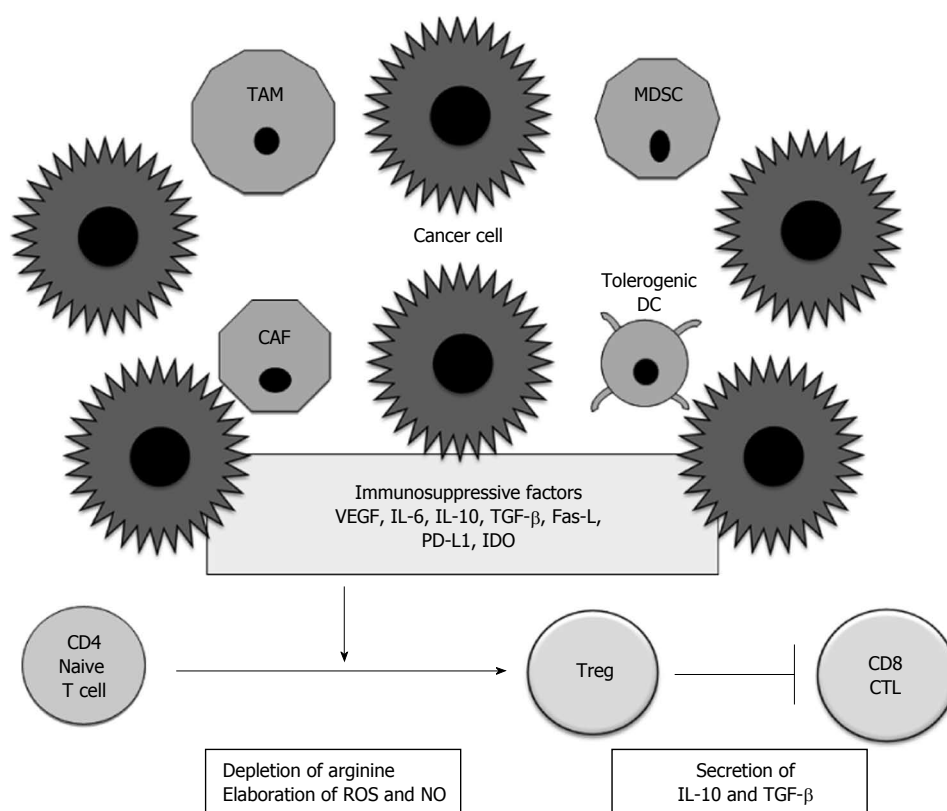 TAM
MDSC
Cancer cell
Tolerogenic
DC
CAF
Immunosuppressive factors
VEGF, IL-6, IL-10, TGF-β, Fas-L,
PD-L1, IDO
CD4
Naive
T cell
Treg
CD8
CTL
Depletion of arginine
Elaboration of ROS and NO
Secretion of
IL-10 and TGF-β